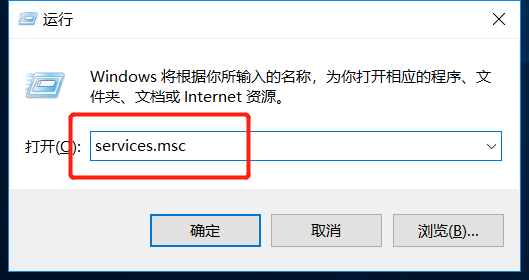 运行
Windows 将根据你所输入的名称，为你打开相应的程序、文
件夹、文档或 Internet 资源。
打开(O): services.msc
确定 取消 浏览(B)...